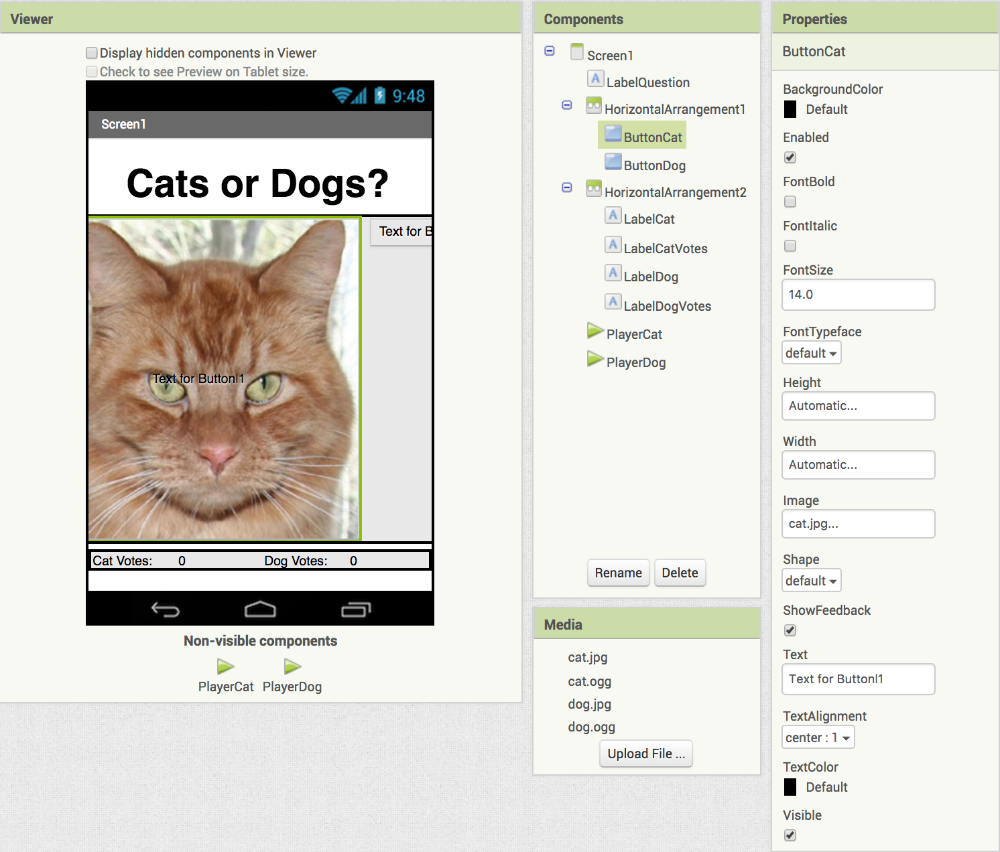 Viewer
Display hidden components in Viewer
Check to see Preview on Tablet size.
9:48
Screen1
Cats or Dogs?
Text for B
Text for Button|1
Cat Votes: 0 Dog Votes: 0
Non-visible components
PlayerCat PlayerDog
Components
Screen1
A LabelQuestion
HorizontalArrangement1
ButtonCat
ButtonDog
HorizontalArrangement2
A LabelCat
A LabelCatVotes
A LabelDog
A LabelDogVotes
PlayerCat
PlayerDog
Rename Delete
Media
cat.jpg
cat.ogg
dog.jpg
dog.ogg
Upload File ...
Properties
ButtonCat
BackgroundColor
Default
Enabled
FontBold
FontItalic
FontSize
14.0
FontTypeface
default
Height
Automatic...
Width
Automatic...
Image
cat.jpg...
Shape
default
ShowFeedback
Text
Text for Button|1
TextAlignment
center : 1
TextColor
Default
Visible